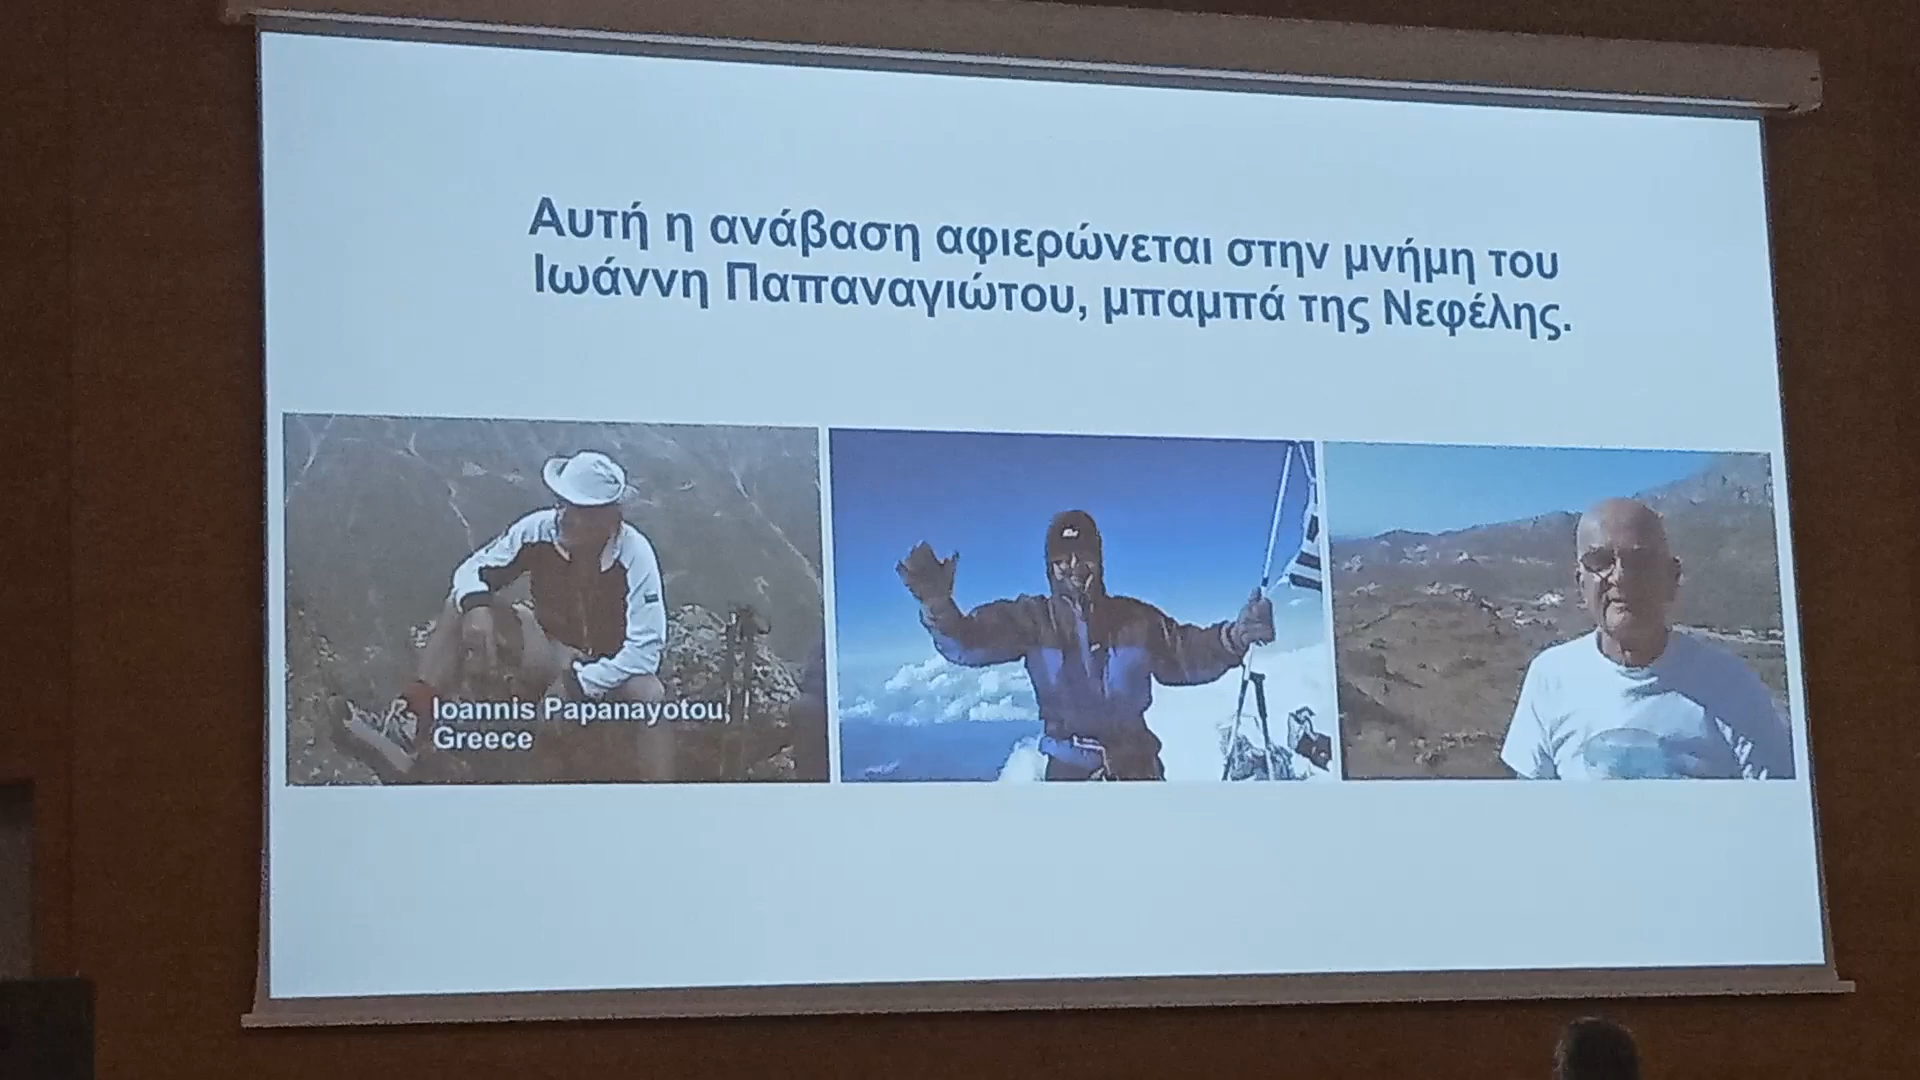 Αυτή η ανάβαση αφιερώνεται στην μνήμη του
Ιωάννη Παπαναγιώτου, μπαμπά της Νεφέλης.
Ioannis Papanayotou,
Greece